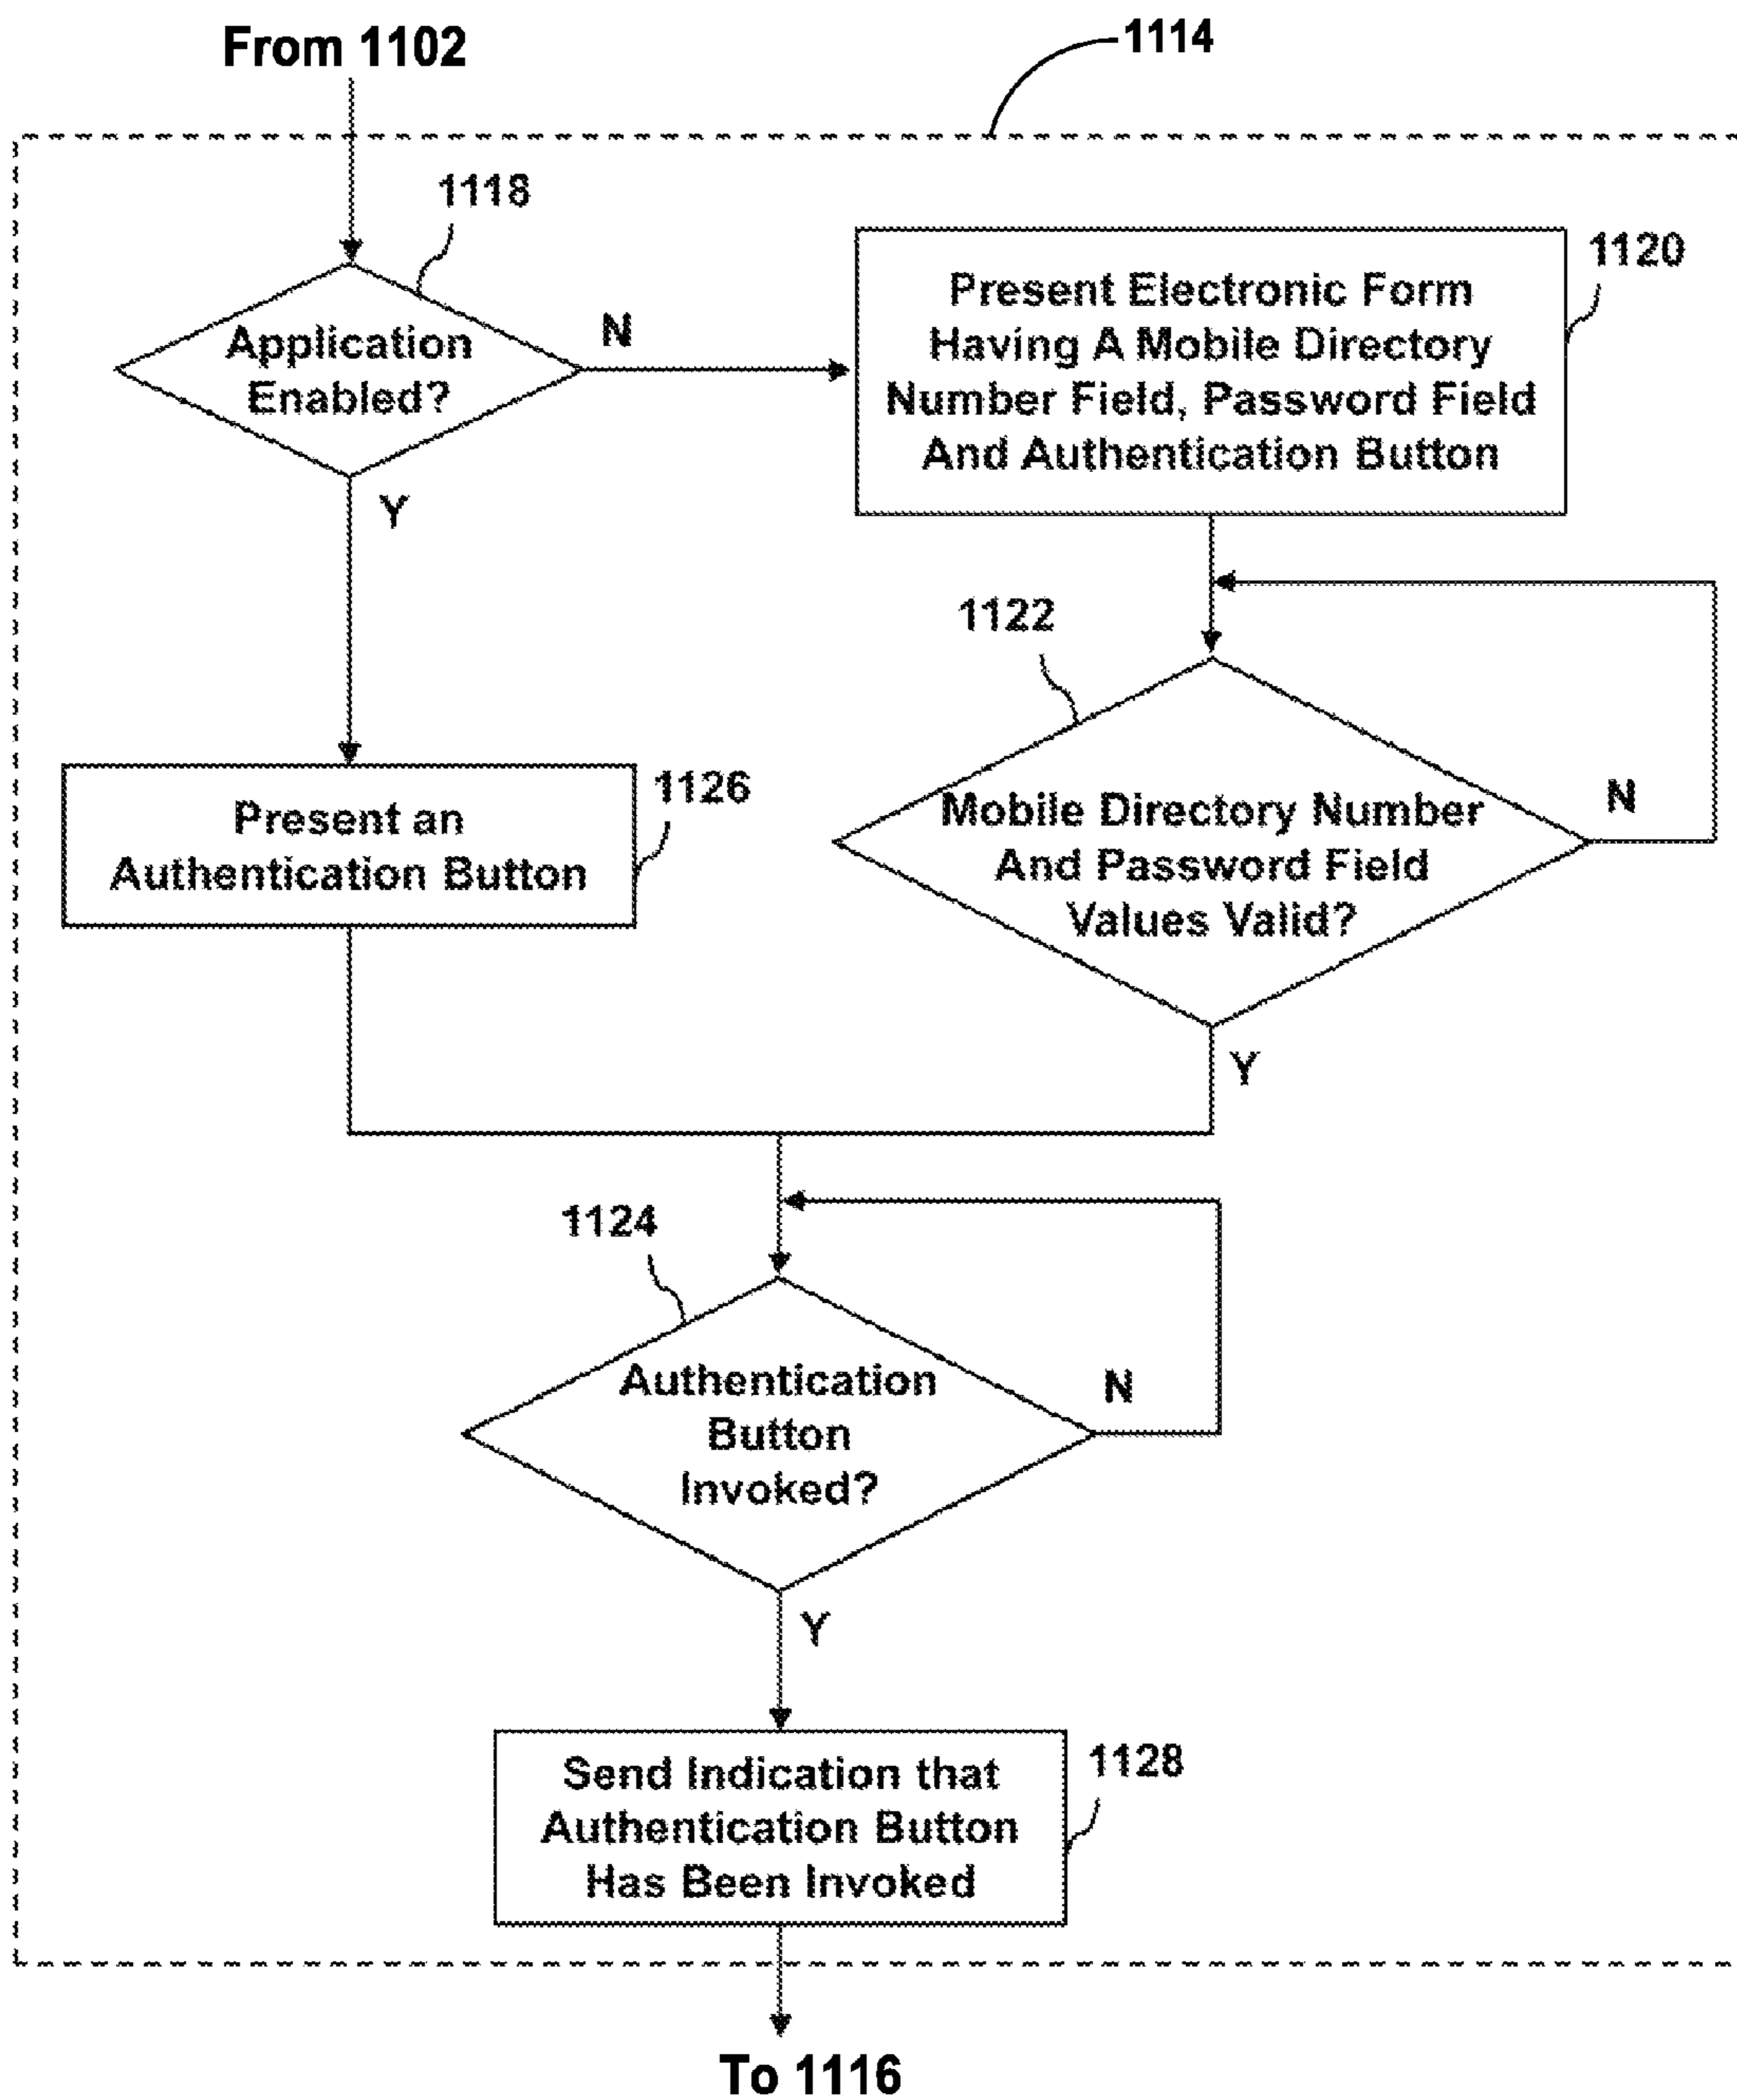 From 1102
1114
1118
Application
Enabled?
N
Y
1120
Present Electronic Form
Having A Mobile Directory
Number Field, Password Field
And Authentication Button
1122
Mobile Directory Number
And Password Field
Values Valid?
N
Y
1126
Present an
Authentication Button
1124
Authentication
Button
Invoked?
N
Y
1128
Send Indication that
Authentication Button
Has Been Invoked
To 1116